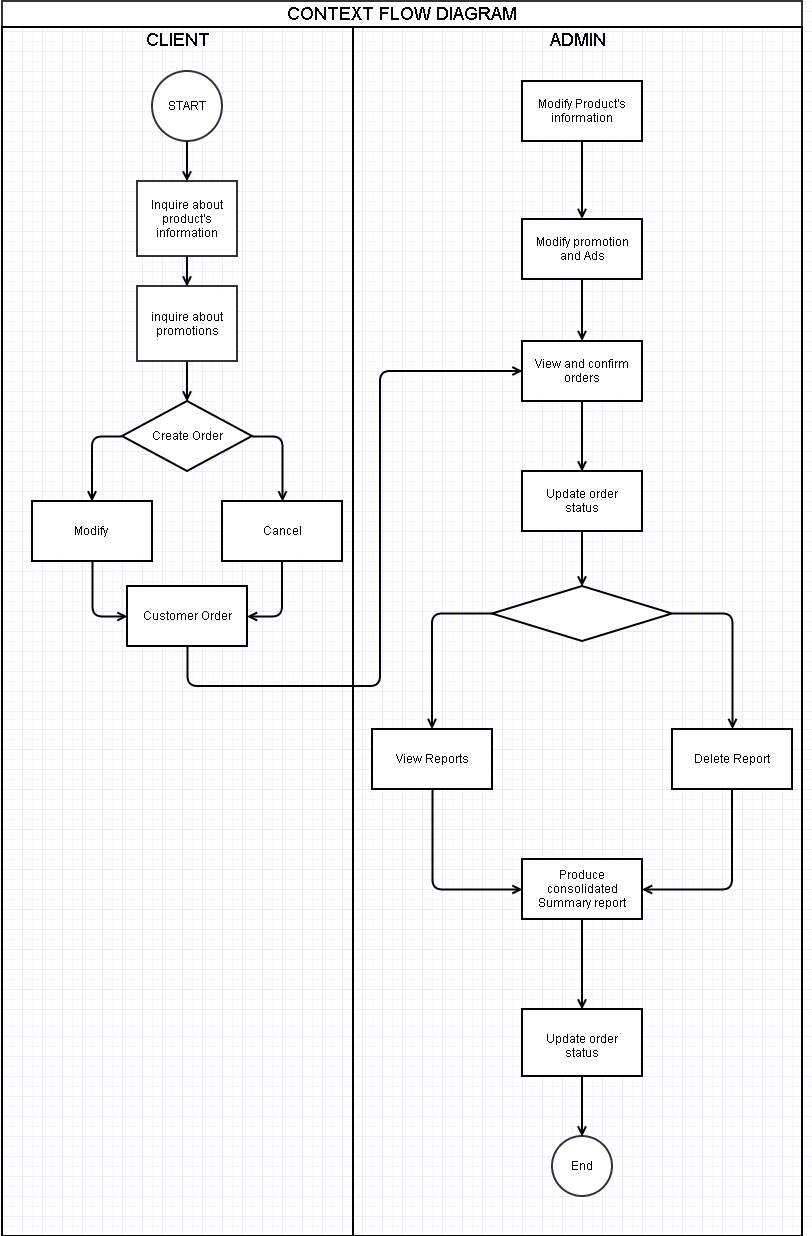 CONTEXT FLOW DIAGRAM
CLIENT
ADMIN
START
Inquire about
product's
information
inquire about
promotions
Create Order
Modify
Cancel
Customer Order
Modify Product's
information
Modify promotion
and Ads
View and confirm
orders
Update order
status
View Reports
Delete Report
Produce
consolidated
Summary report
Update order
status
End